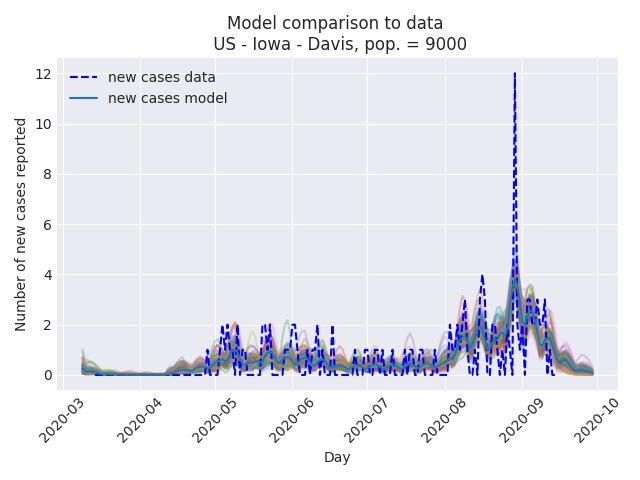 Model comparison to data
US - Iowa - Davis, pop. = 9000
new cases data
new cases model
Number of new cases reported
12
10
8
6
4
2
0
2020-03
2020-04
2020-05
2020-06
2020-07
2020-08
2020-09
2020-10
Day